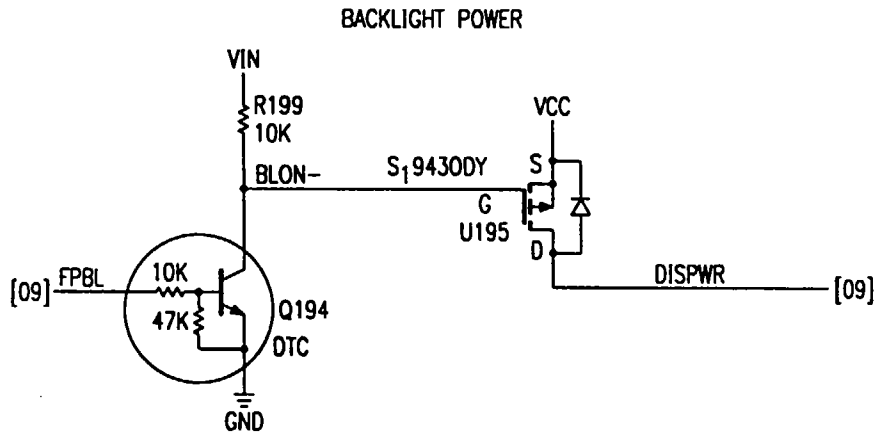 BACKLIGHT POWER
VIN
R199
10K
VCC
BLON-
S19430DY
S
G
U195
D
[09] FPBL
10K
47K
Q194
DTC
DISPWR
[09]
GND